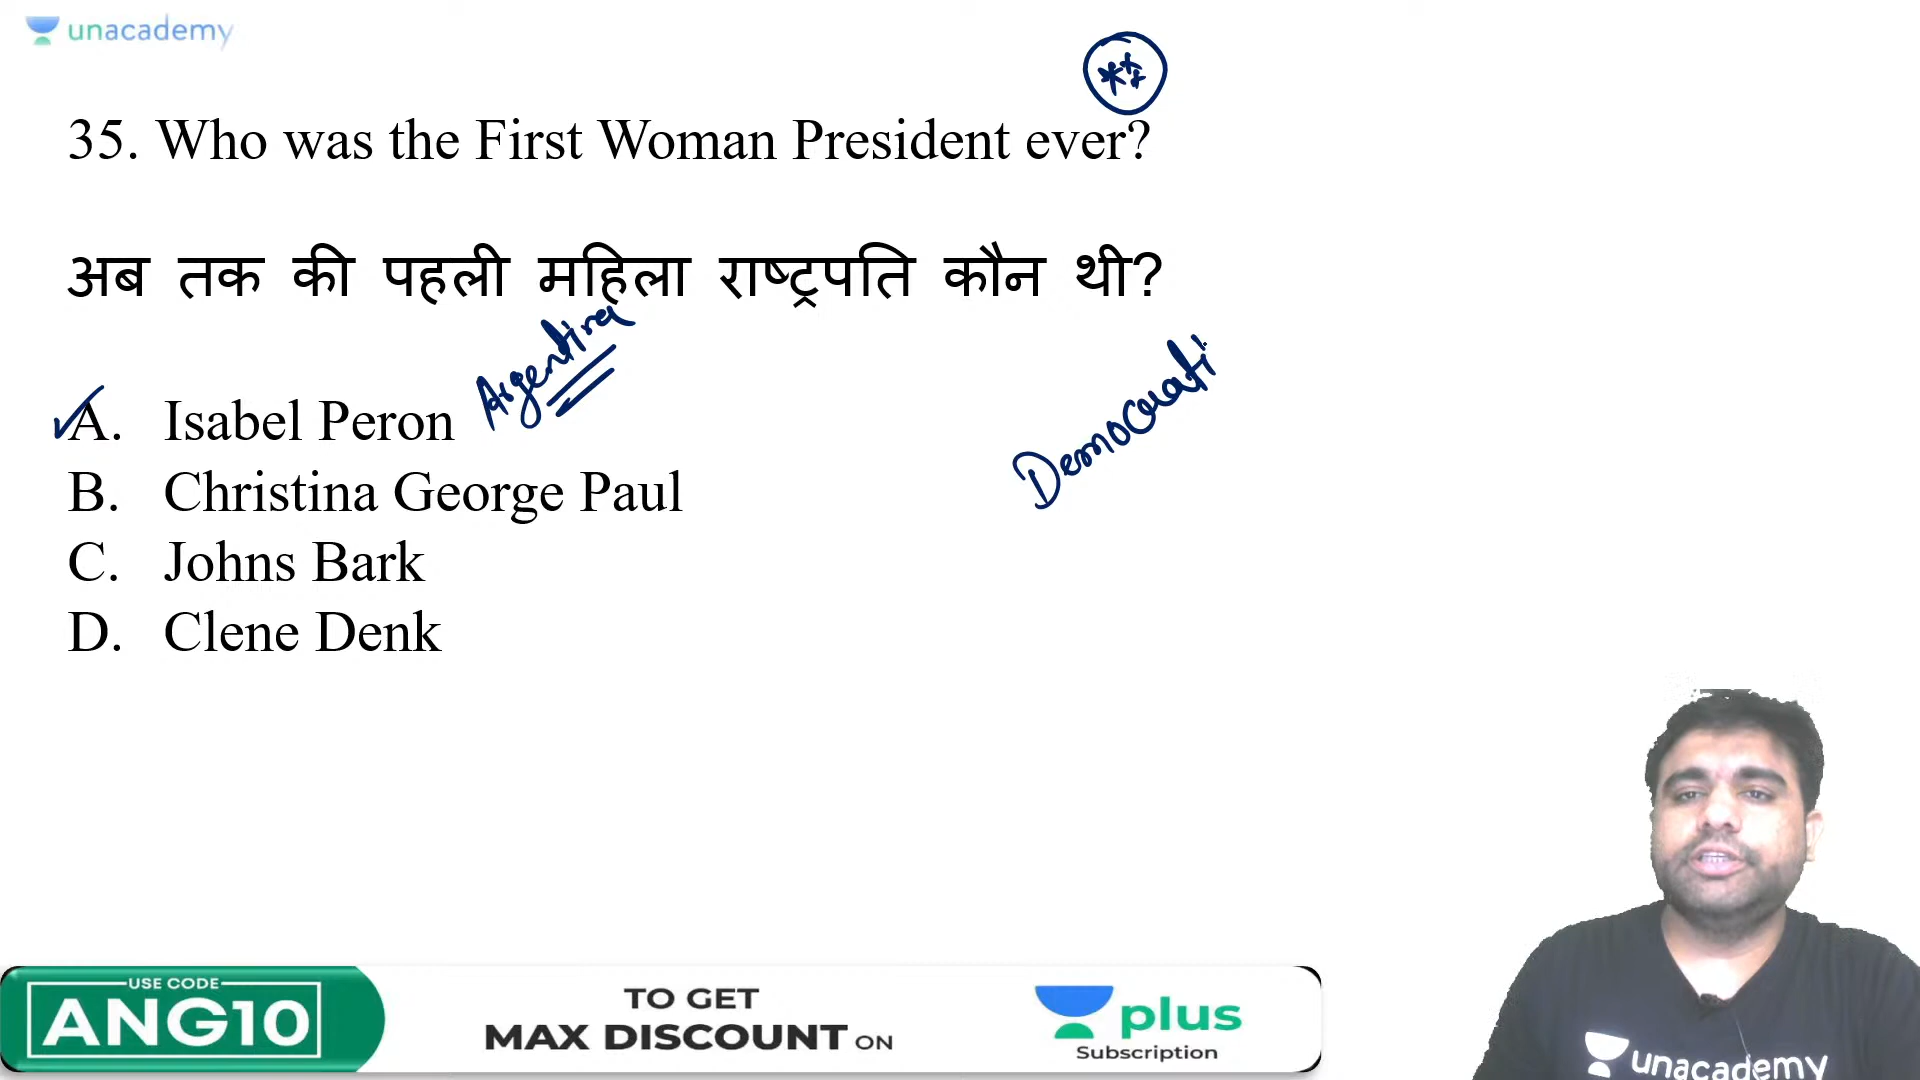 unacademy
35. Who was the First Woman President ever?
अब तक की पहली महिला राष्ट्रपति कौन थी?
Argentina
A. Isabel Peron
Democrati
B. Christina George Paul
C. Johns Bark
D. Clene Denk
USE CODE
ANG10
TO GET
MAX DISCOUNT ON
plus
Subscription
unacademy